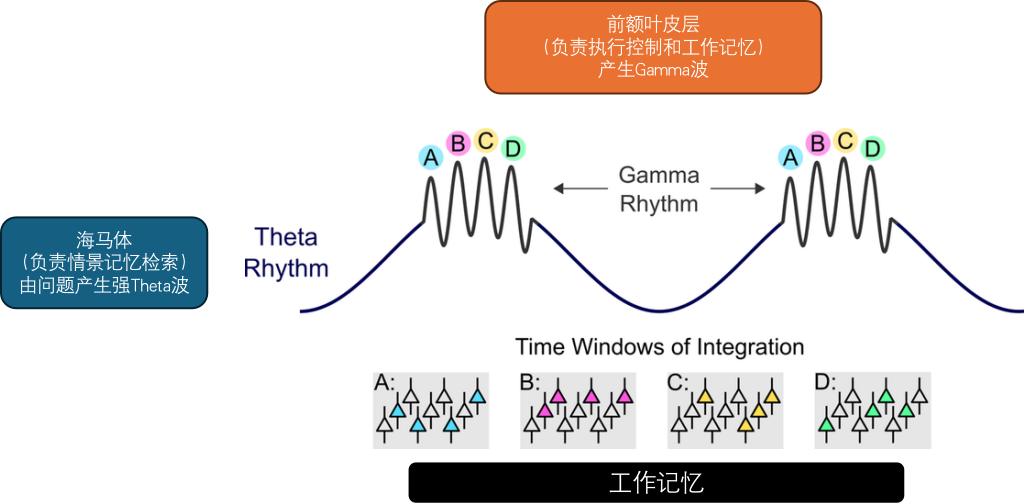 前额叶皮层
（负责执行控制和工作记忆）
产生Gamma波
A B C D
A B C D
Gamma
Rhythm
海马体
（负责情景记忆检索）
由问题产生强Theta波
Theta
Rhythm
Time Windows of Integration
A: B: C: D:
工作记忆